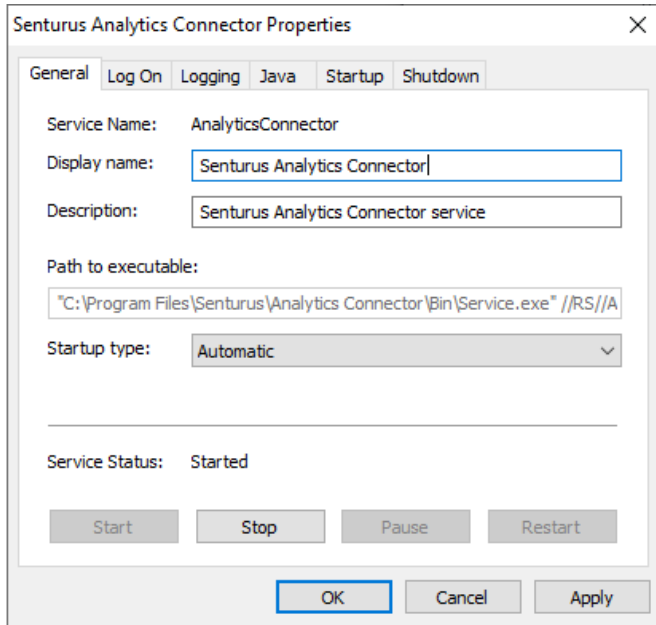 Senturus Analytics Connector Properties
General Log On Logging Java Startup Shutdown
Service Name: AnalyticsConnector
Display name: Senturus Analytics Connector
Description: Senturus Analytics Connector service
Path to executable:
"C:\Program Files\Senturus\Analytics Connector\Bin\Service.exe" //RS//A
Startup type: Automatic
Service Status: Started
Start Stop Pause Restart
OK Cancel Apply